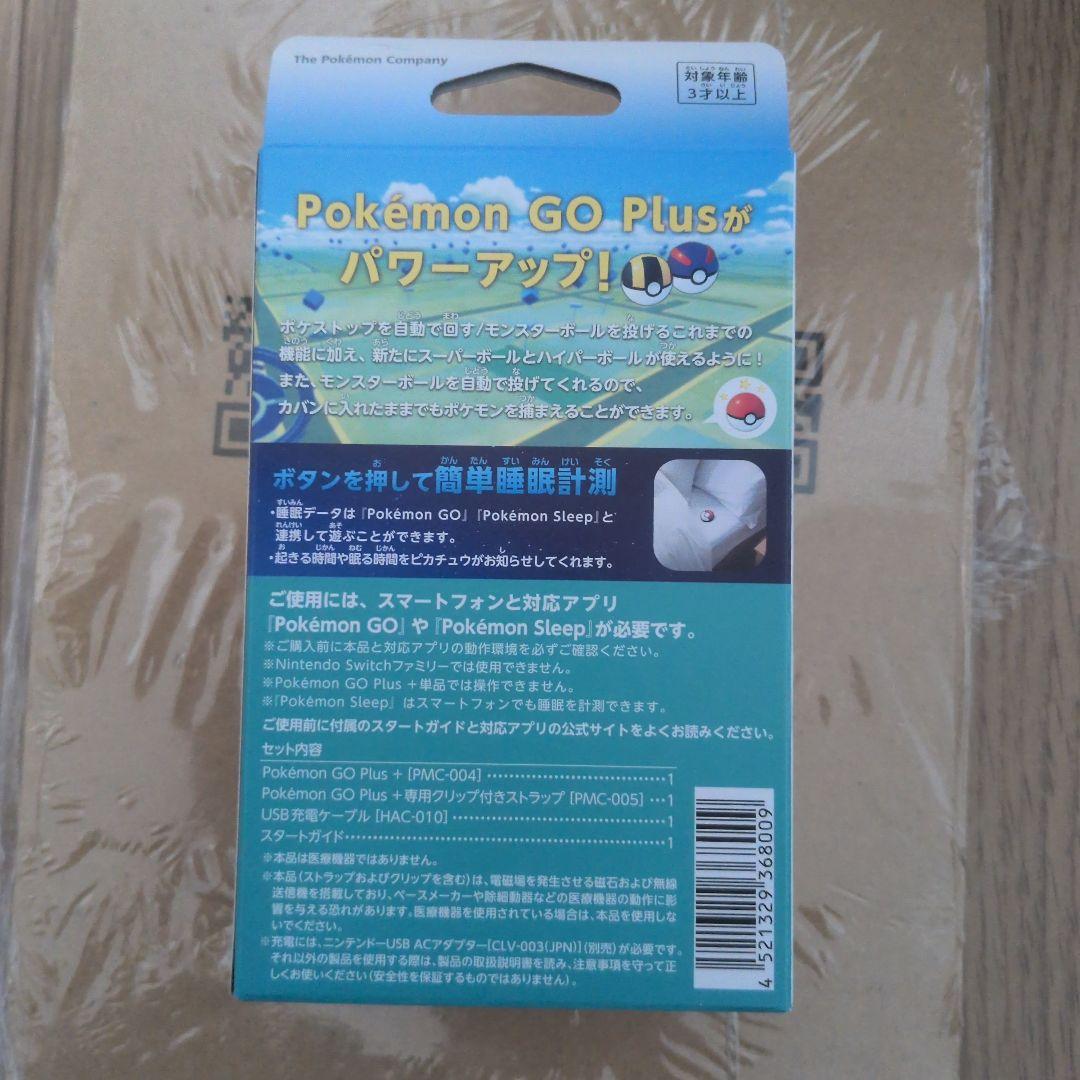 The Pokémon Company
対象年齢
3才以上
Pokémon GO Plusが
パワーアップ!
ポケストップを自動で回す/モンスターボールを投げるこれまでの
機能に加え、新たにスーパーボールとハイパーボールが使えるように!
また、モンスターボールを自動で投げてくれるので、
カバンに入れたままでもポケモンを捕まえることができます。
ボタンを押して簡単睡眠計測
・睡眠データは『Pokémon GO』『Pokémon Sleep』と
連携して遊ぶことができます。
・起きる時間や眠る時間をピカチュウがお知らせしてくれます。
ご使用には、スマートフォンと対応アプリ
『Pokémon GO』や『Pokémon Sleep』が必要です。
※ご購入前に本品と対応アプリの動作環境を必ずご確認ください。
※Nintendo Switchファミリーでは使用できません。
※Pokémon GO Plus +単品では操作できません。
※『Pokémon Sleep』はスマートフォンでも睡眠を計測できます。
ご使用前に付属のスタートガイドと対応アプリの公式サイトをよくお読みください。
セット内容
Pokémon GO Plus + [PMC-004]……………………………1
Pokémon GO Plus +専用クリップ付きストラップ [PMC-005]…1
USB充電ケーブル [HAC-010]…………………………………1
スタートガイド……………………………………………………1
※本品は医療機器ではありません。
※本品(ストラップおよびクリップを含む)は、電磁場を発生させる磁石および無線
送信機を搭載しており、ペースメーカーや除細動器などの医療機器の動作に影
響を与える恐れがあります。医療機器を使用されている場合は、本品を使用しな
いでください。
※充電には、ニンテンドーUSB ACアダプター[CLV-003(JPN)](別売)が必要です。
それ以外の製品を使用する際は、製品の取扱説明書を読み、注意事項を守って正
しくお使いください(安全性を保証するものではありません)。
4 521329 368009